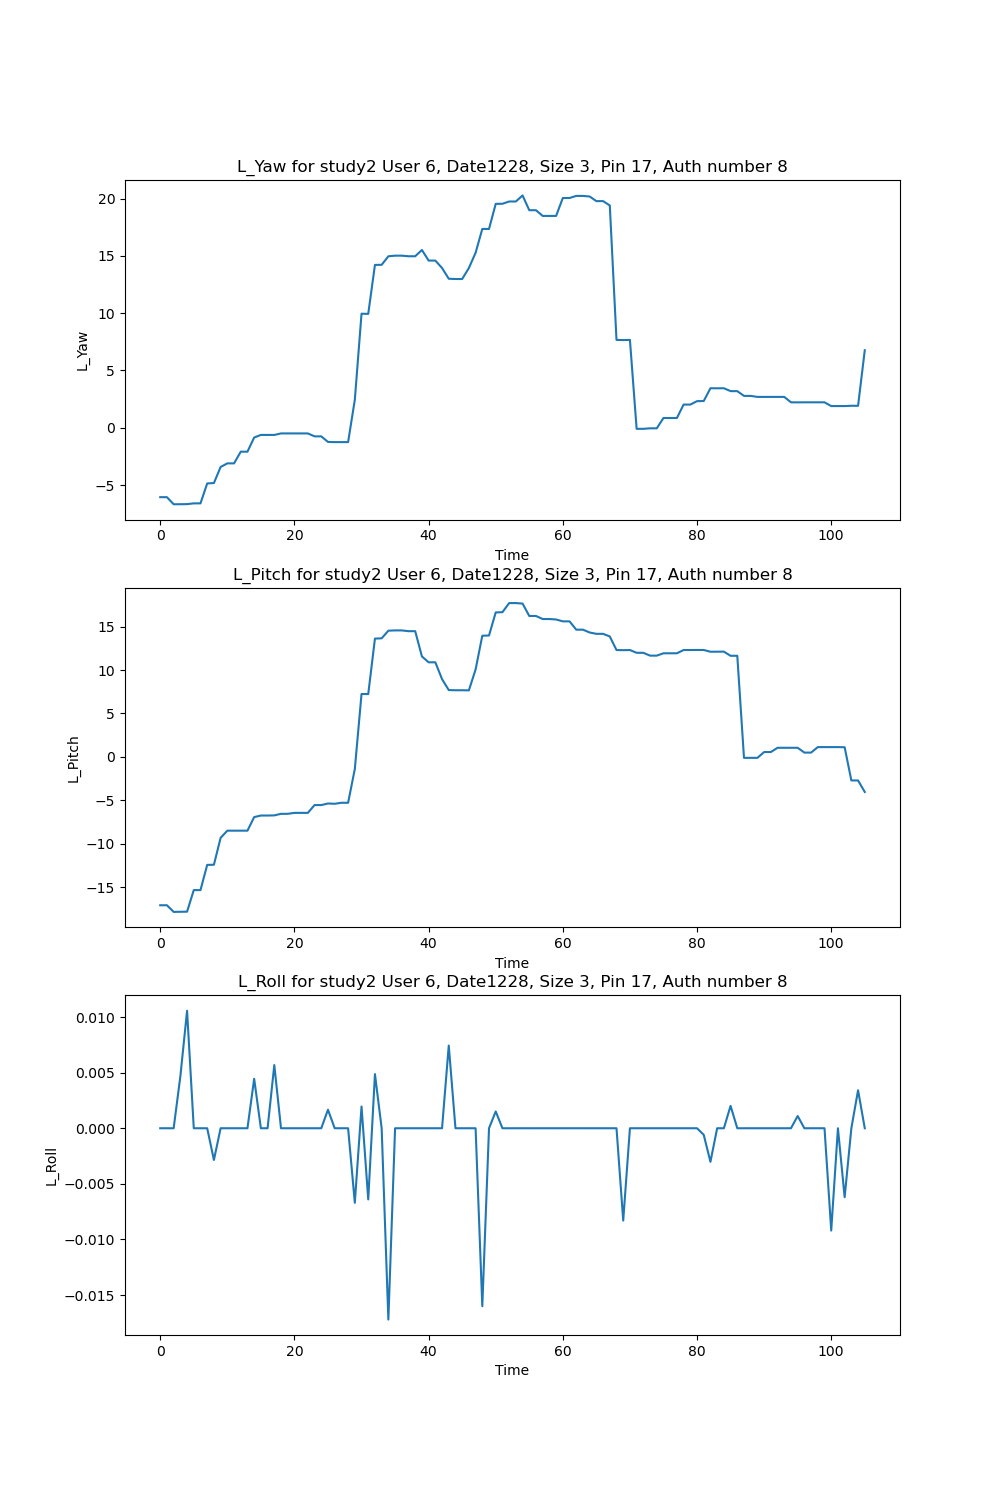 L_Yaw for study2 User 6, Date1228, Size 3, Pin 17, Auth number 8
20
15
10
5
0
−5
L_Yaw
0 20 40 60 80 100
Time
L_Pitch for study2 User 6, Date1228, Size 3, Pin 17, Auth number 8
15
10
5
0
−5
−10
−15
L_Pitch
0 20 40 60 80 100
Time
L_Roll for study2 User 6, Date1228, Size 3, Pin 17, Auth number 8
0.010
0.005
0.000
−0.005
−0.010
−0.015
L_Roll
0 20 40 60 80 100
Time